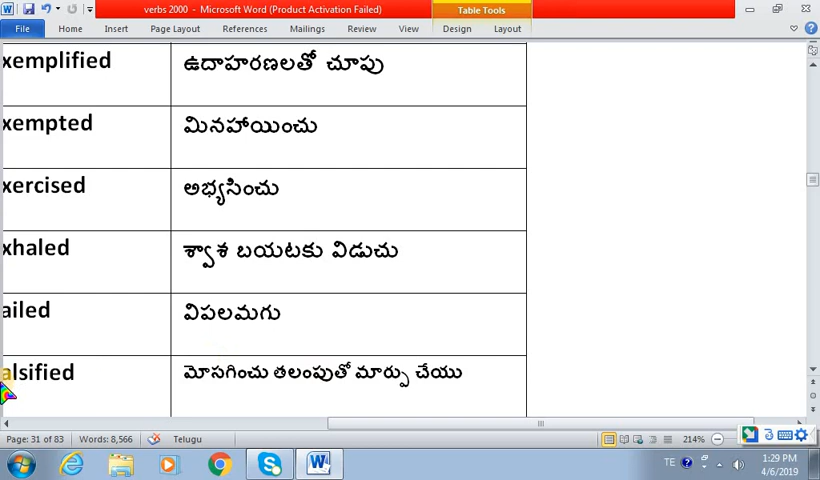 verbs 2000 - Microsoft Word (Product Activation Failed)
Table Tools
File Home Insert Page Layout References Mailings Review View Design Layout
xemplified ఉదాహరణలతో చూపు
xempted మినహాయించు
xercised అభ్యసించు
xhaled శ్వాశ బయటకు విడుచు
ailed విపలమగు
alsified మోసగించు తలంపుతో మార్పు చేయు
Page: 31 of 83 Words: 8,566 Telugu 214%
TE 1:29 PM
4/6/2019